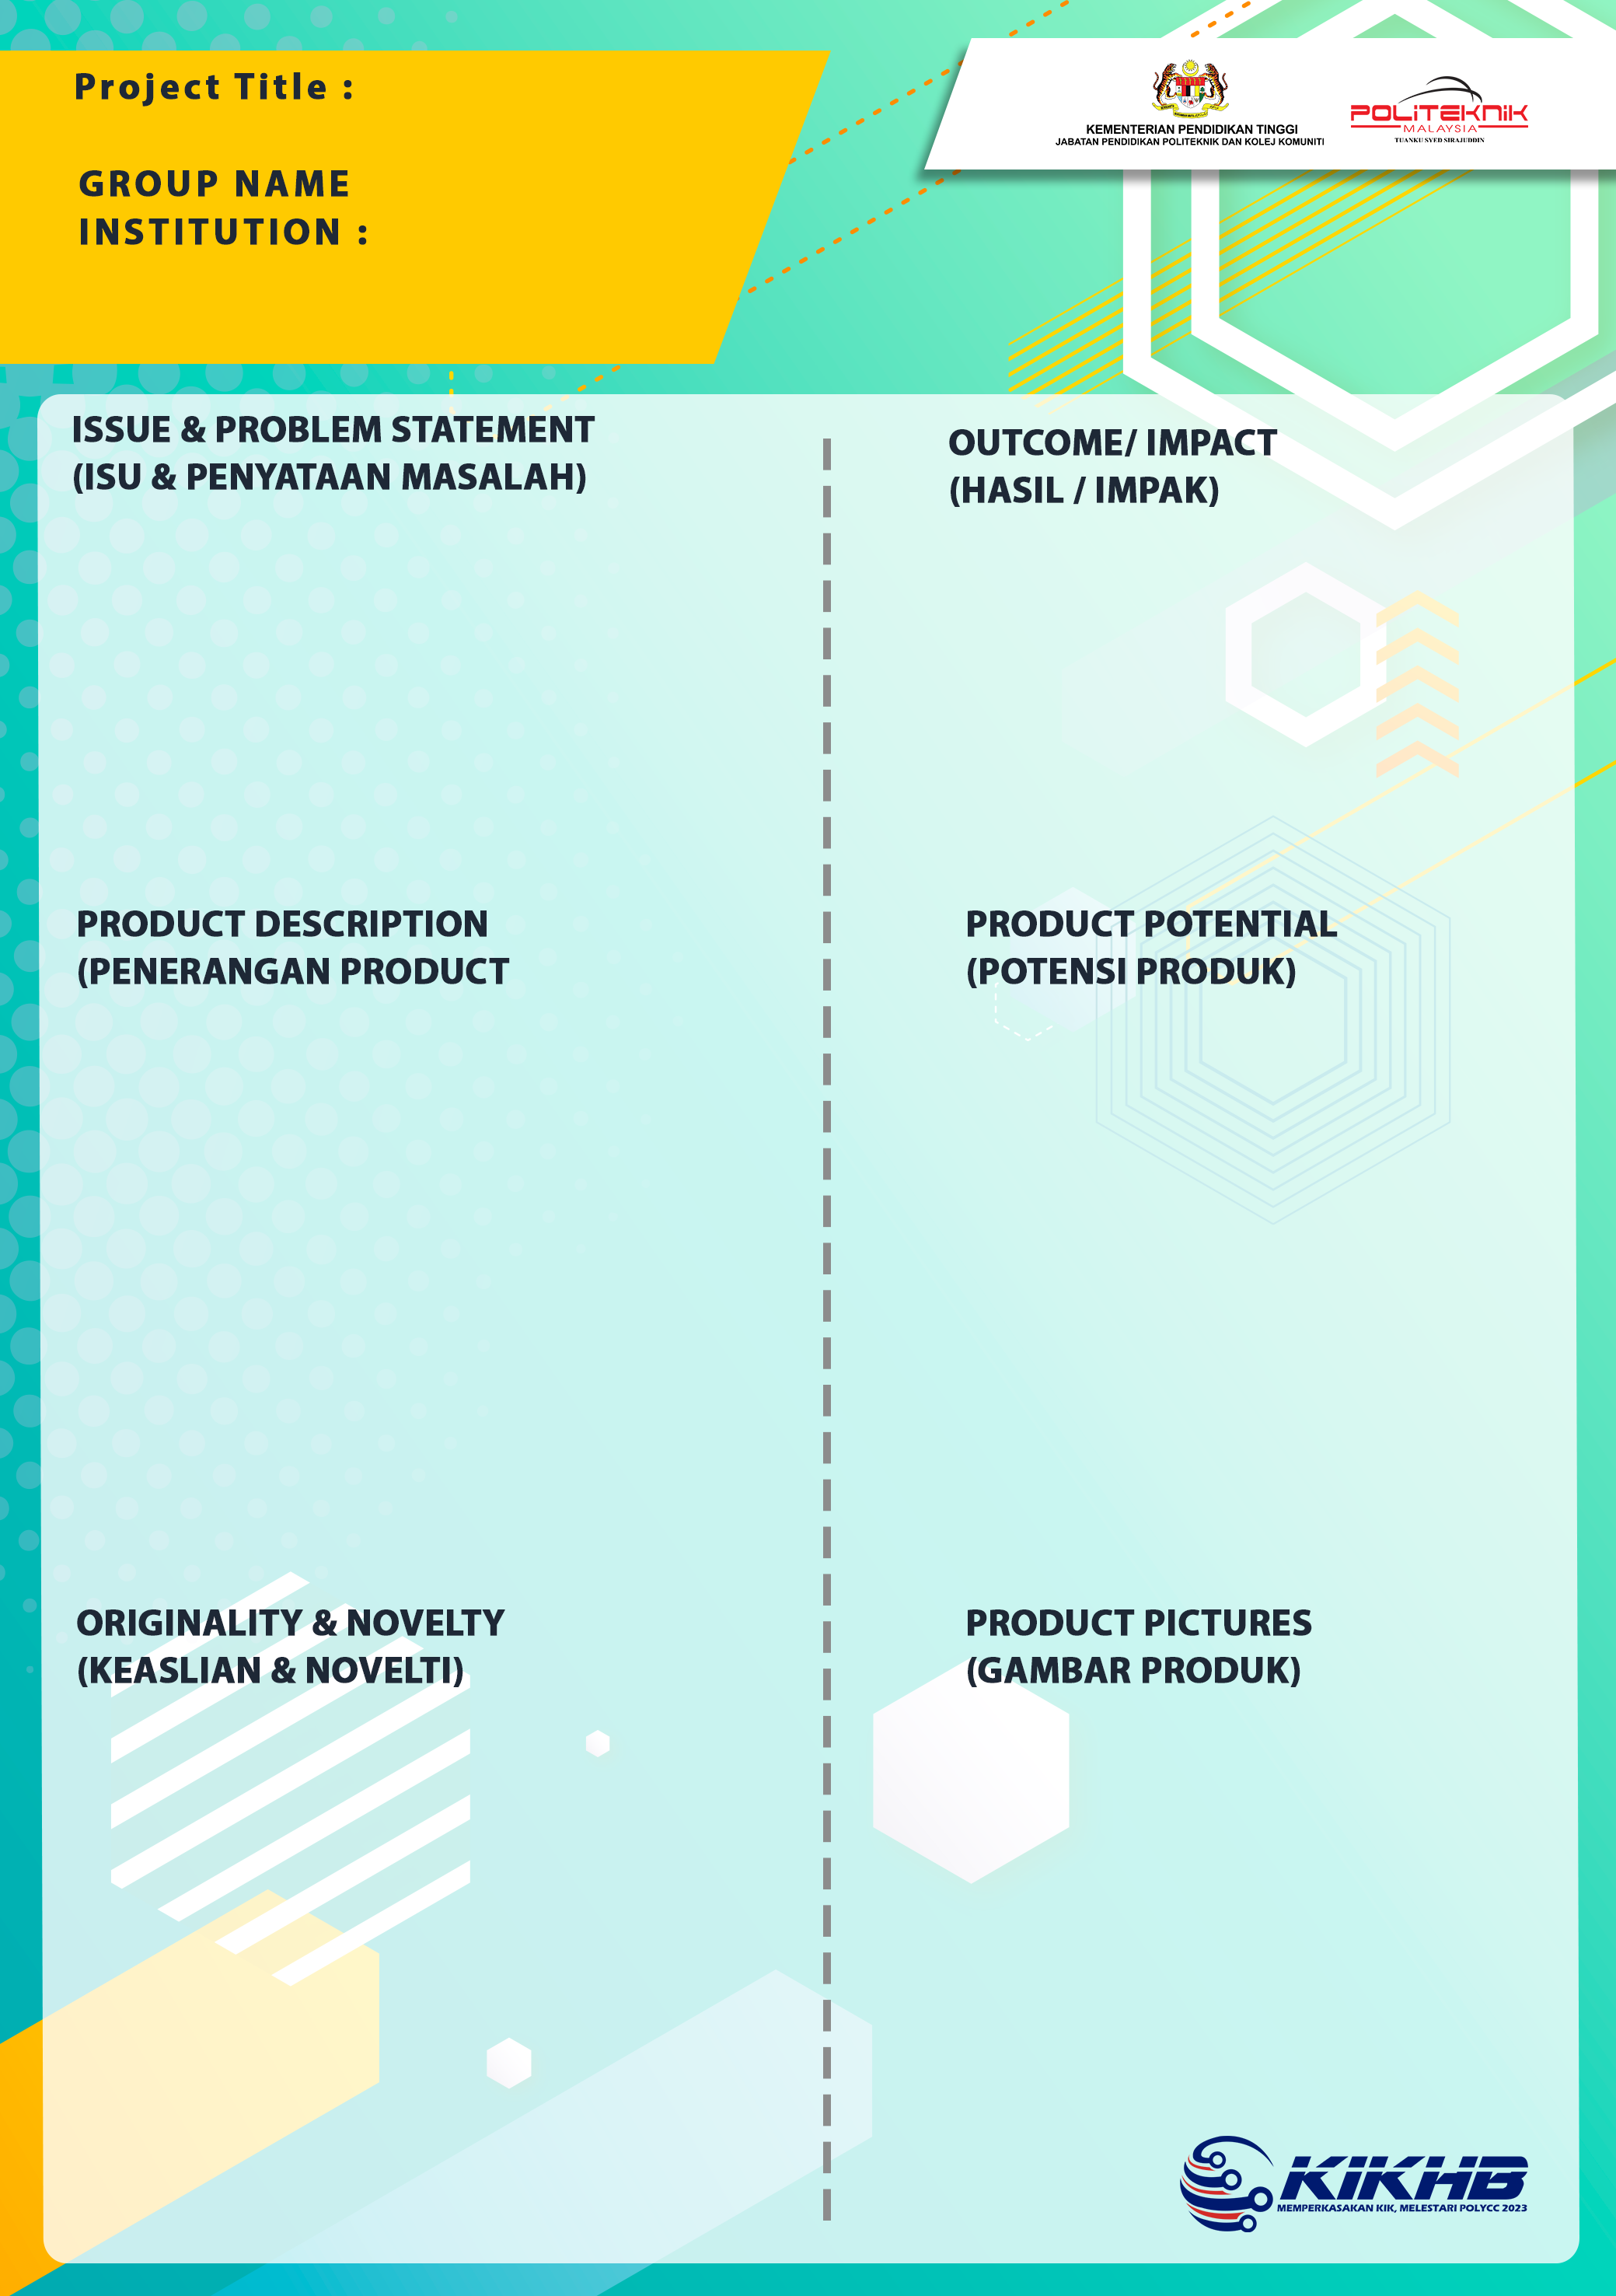 Project Title :
GROUP NAME
INSTITUTION :
KEMENTERIAN PENDIDIKAN TINGGI
JABATAN PENDIDIKAN POLITEKNIK DAN KOLEJ KOMUNITI
POLITEKNIK
MALAYSIA
TUANKU SYED SIRAJUDDIN
ISSUE & PROBLEM STATEMENT
(ISU & PENYATAAN MASALAH)
PRODUCT DESCRIPTION
(PENERANGAN PRODUCT
ORIGINALITY & NOVELTY
(KEASLIAN & NOVELTI)
OUTCOME/ IMPACT
(HASIL / IMPAK)
PRODUCT POTENTIAL
(POTENSI PRODUK)
PRODUCT PICTURES
(GAMBAR PRODUK)
KIKHB
MEMPERKASAKAN KIK, MELESTARI POLYCC 2023